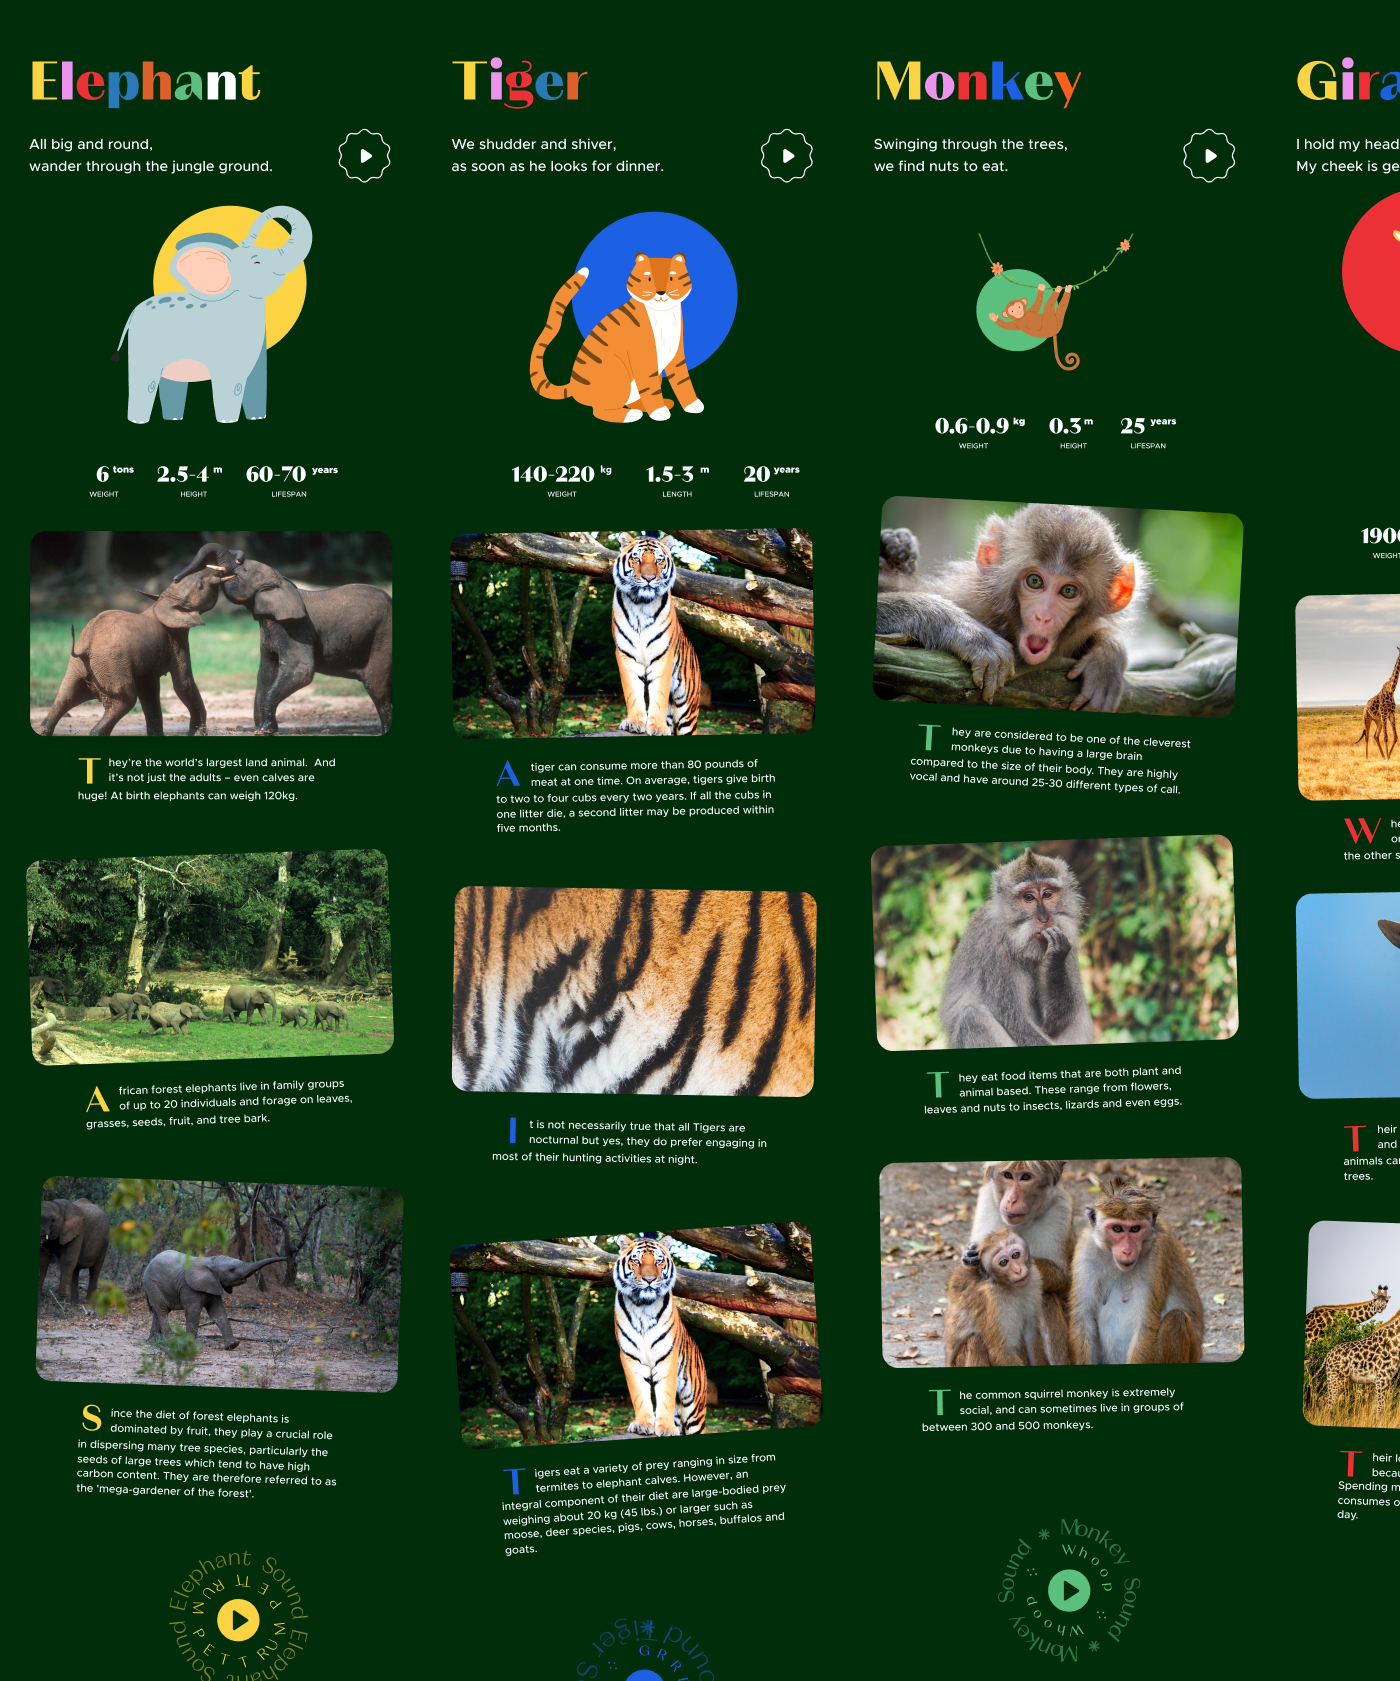 Elephant
All big and round,
wander through the jungle ground.
6 tons
WEIGHT
2.5-4 m
HEIGHT
60-70 years
LIFESPAN
They're the world's largest land animal. And
it's not just the adults – even calves are
huge! At birth elephants can weigh 120kg.
African forest elephants live in family groups
of up to 20 individuals and forage on leaves,
grasses, seeds, fruit, and tree bark.
Since the diet of forest elephants is
dominated by fruit, they play a crucial role
in dispersing many tree species, particularly the
seeds of large trees which tend to have high
carbon content. They are therefore referred to as
the 'mega-gardener of the forest'.
Elephant Sound Elephant Sound
PETT RUM PETT RUM
Tiger
We shudder and shiver,
as soon as he looks for dinner.
140-220 kg
WEIGHT
1.5-3 m
LENGTH
20 years
LIFESPAN
A tiger can consume more than 80 pounds of
meat at one time. On average, tigers give birth
to two to four cubs every two years. If all the cubs in
one litter die, a second litter may be produced within
five months.
It is not necessarily true that all Tigers are
nocturnal but yes, they do prefer engaging in
most of their hunting activities at night.
Tigers eat a variety of prey ranging in size from
termites to elephant calves. However, an
integral component of their diet are large-bodied prey
weighing about 20 kg (45 lbs.) or larger such as
moose, deer species, pigs, cows, horses, buffalos and
goats.
Tiger
GRR
Monkey
Swinging through the trees,
we find nuts to eat.
0.6-0.9 kg
WEIGHT
0.3 m
HEIGHT
25 years
LIFESPAN
They are considered to be one of the cleverest
monkeys due to having a large brain
compared to the size of their body. They are highly
vocal and have around 25-30 different types of call.
They eat food items that are both plant and
animal based. These range from flowers,
leaves and nuts to insects, lizards and even eggs.
The common squirrel monkey is extremely
social, and can sometimes live in groups of
between 300 and 500 monkeys.
Monkey Sound * Monkey Sound *
Whoop Whoop
Gira
I hold my head
My cheek is ge
190
WEIGHT
Whe
the other s
Their
and
animals ca
trees.
Their l
becau
Spending m
consumes o
day.